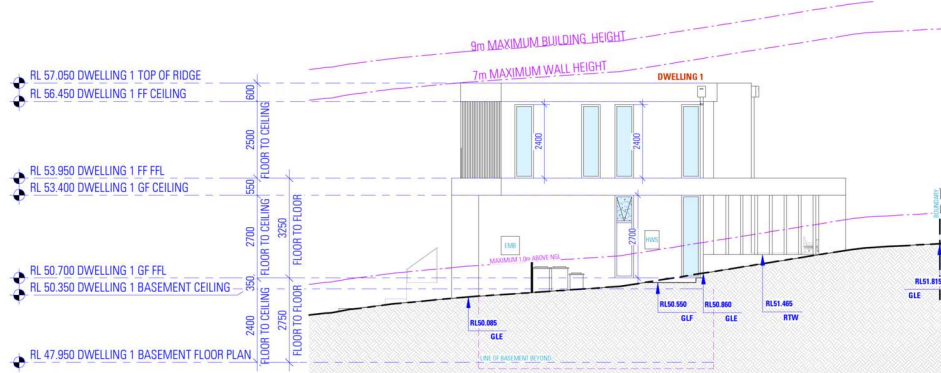 9m MAXIMUM BUILDING HEIGHT
7m MAXIMUM WALL HEIGHT
DWELLING 1
RL 57.050 DWELLING 1 TOP OF RIDGE
600
RL 56.450 DWELLING 1 FF CEILING
2500
FLOOR TO CEILING
2400
2400
RL 53.950 DWELLING 1 FF FFL
550
RL 53.400 DWELLING 1 GF CEILING
2700
FLOOR TO CEILING
3250
FLOOR TO FLOOR
2700
BOUNDARY
EMB
HWS
MAXIMUM 1.0m ABOVE NGL
RL 50.700 DWELLING 1 GF FFL
350
RL 50.350 DWELLING 1 BASEMENT CEILING
2400
FLOOR TO CEILING
2750
FLOOR TO FLOOR
RL50.085
GLE
RL50.550
GLF
RL50.860
GLE
RL51.465
RTW
RL51.815
GLE
RL 47.950 DWELLING 1 BASEMENT FLOOR PLAN
LINE OF BASEMENT BEYOND